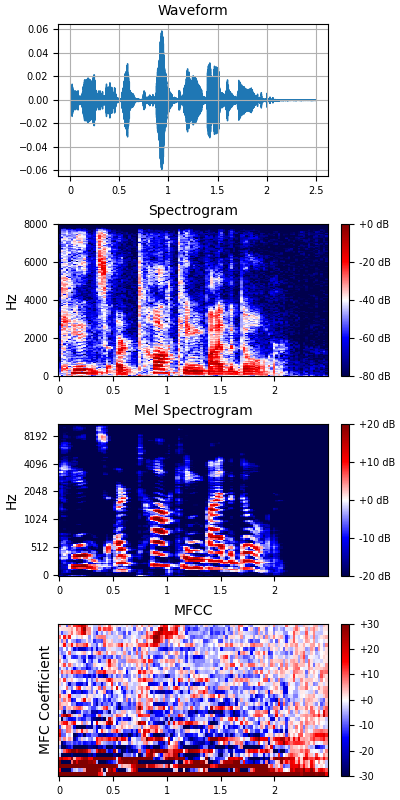 Waveform
0.06
0.04
0.02
0.00
−0.02
−0.04
−0.06
0 0.5 1 1.5 2 2.5
Spectrogram
8000
6000
4000
2000
0
Hz
0 0.5 1 1.5 2
+0 dB
-20 dB
-40 dB
-60 dB
-80 dB
Mel Spectrogram
8192
4096
2048
1024
512
0
Hz
0 0.5 1 1.5 2
+20 dB
+10 dB
+0 dB
-10 dB
-20 dB
MFCC
MFC Coefficient
0 0.5 1 1.5 2
+30
+20
+10
+0
-10
-20
-30